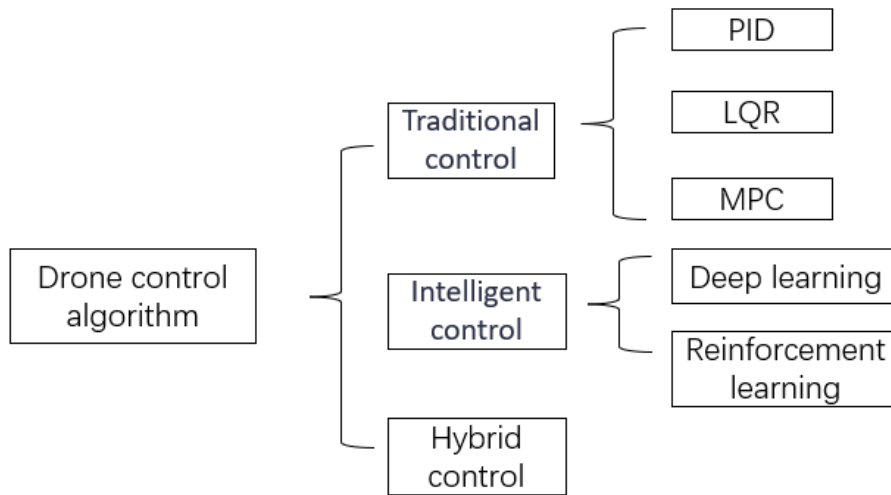 Drone control
algorithm
Traditional
control
PID
LQR
MPC
Intelligent
control
Deep learning
Reinforcement
learning
Hybrid
control